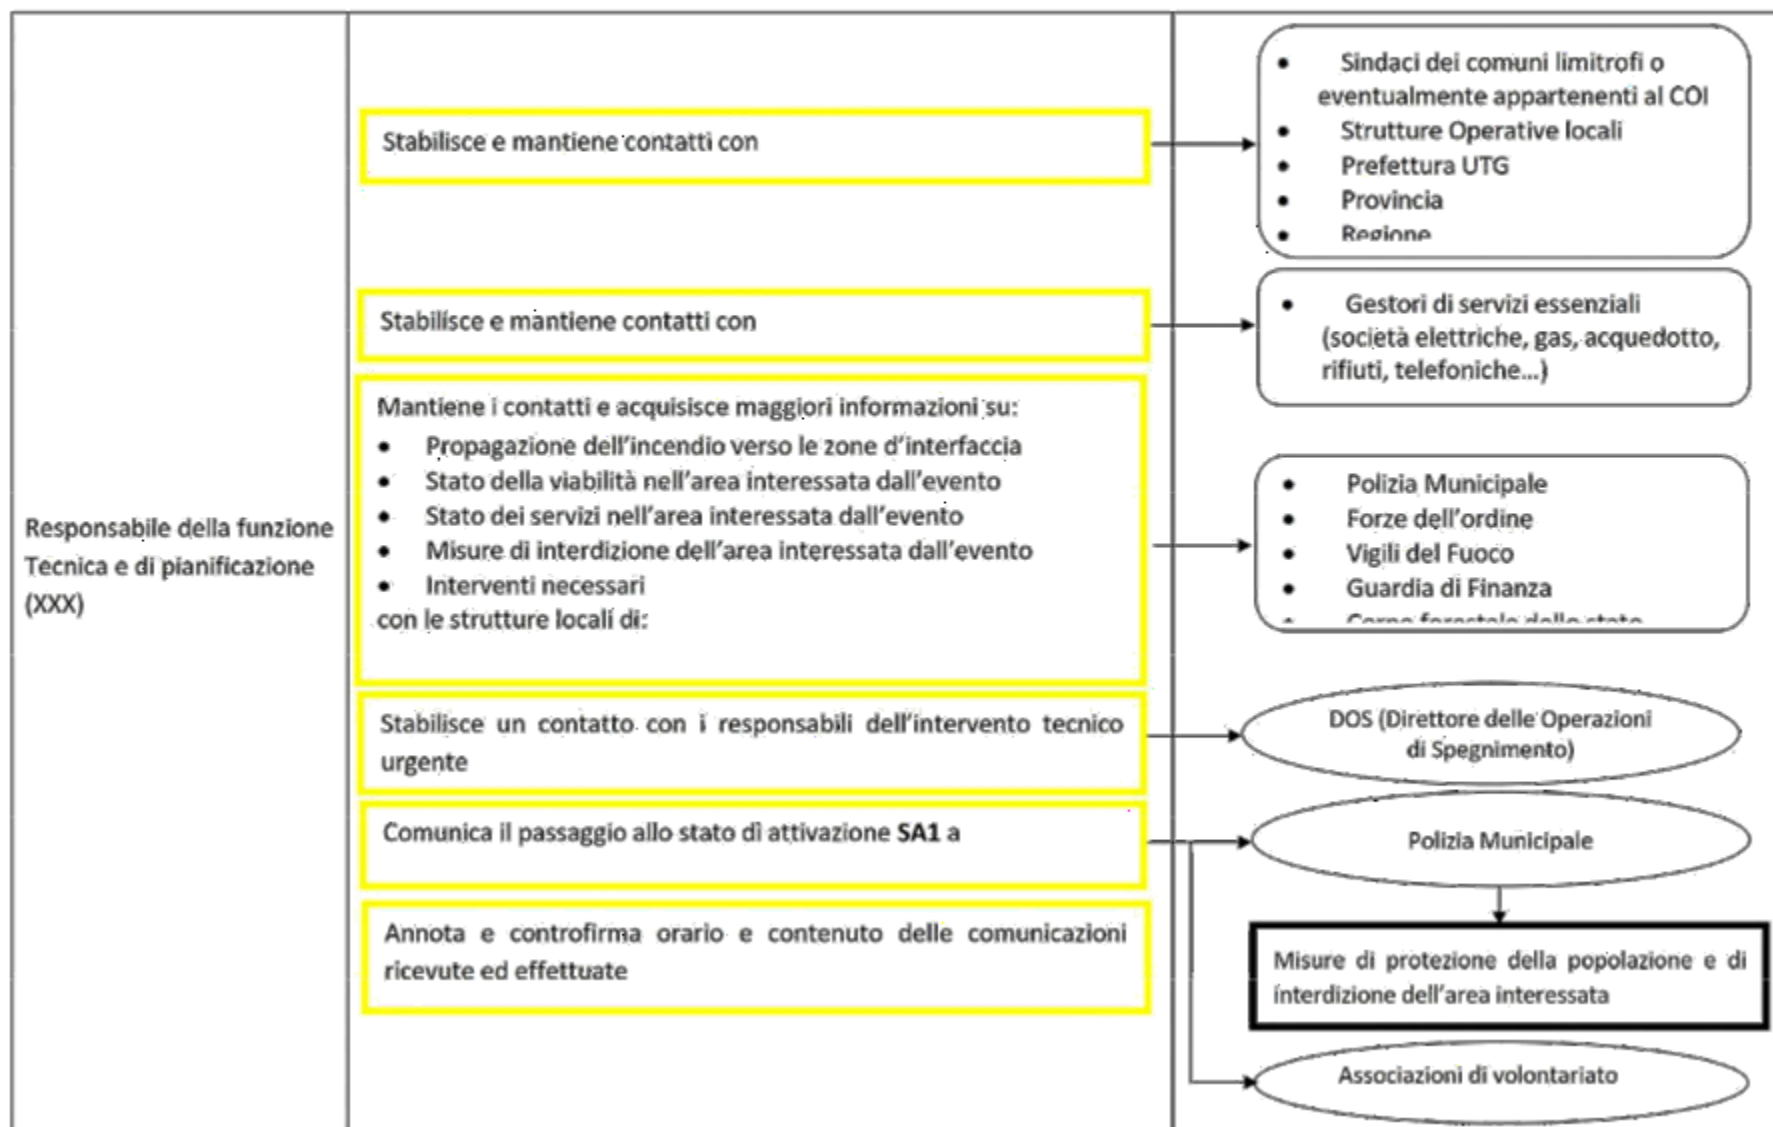 Responsabile della funzione
Tecnica e di pianificazione
(XXX)
Stabilisce e mantiene contatti con
• Sindaci dei comuni limitrofi o
eventualmente appartenenti al COI
• Strutture Operative locali
• Prefettura UTG
• Provincia
• Regione
Stabilisce e mantiene contatti con
• Gestori di servizi essenziali
(società elettriche, gas, acquedotto,
rifiuti, telefoniche...)
Mantiene i contatti e acquisisce maggiori informazioni su:
• Propagazione dell'incendio verso le zone d'interfaccia
• Stato della viabilità nell'area interessata dall'evento
• Stato dei servizi nell'area interessata dall'evento
• Misure di interdizione dell'area interessata dall'evento
• Interventi necessari
con le strutture locali di:
• Polizia Municipale
• Forze dell'ordine
• Vigili del Fuoco
• Guardia di Finanza
• Corpo forestale dello stato
Stabilisce un contatto con i responsabili dell'intervento tecnico
urgente
DOS (Direttore delle Operazioni
di Spegnimento)
Comunica il passaggio allo stato di attivazione SA1 a
Polizia Municipale
Annota e controfirma orario e contenuto delle comunicazioni
ricevute ed effettuate
Misure di protezione della popolazione e di
interdizione dell'area interessata
Associazioni di volontariato